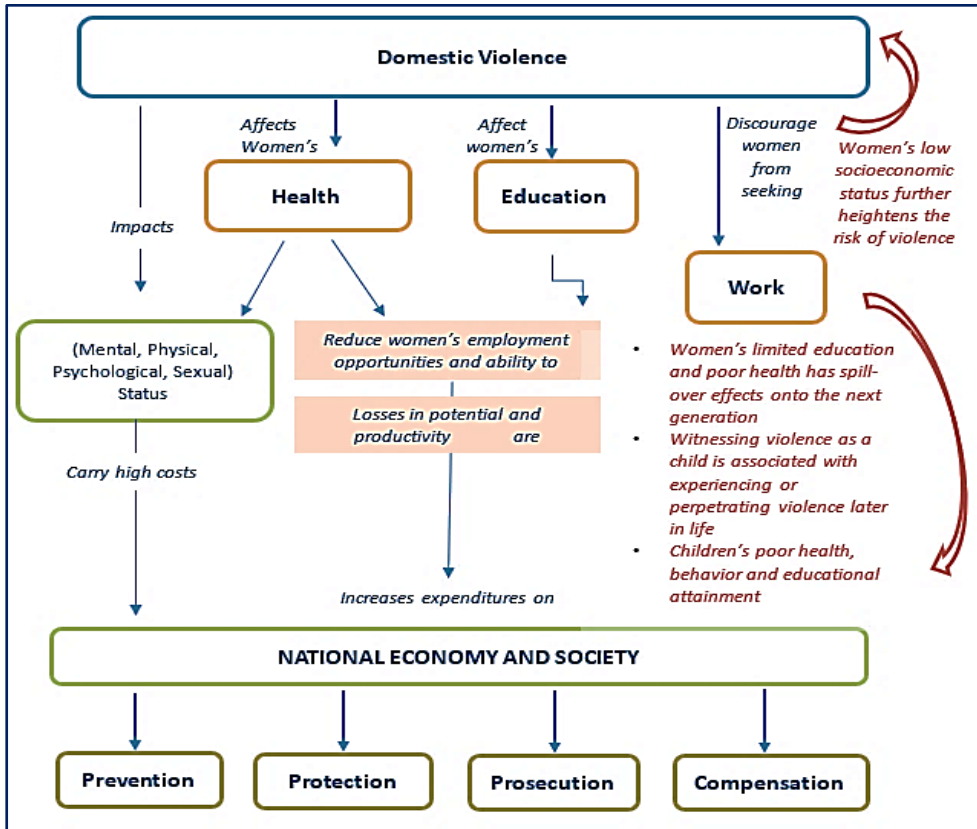 Domestic Violence
Affects
Women's
Affect
women's
Discourage
women
from
seeking
Women's low
socioeconomic
status further
heightens the
risk of violence
Health
Education
Impacts
Work
(Mental, Physical,
Psychological, Sexual)
Status
Reduce women's employment
opportunities and ability to
Losses in potential and
productivity are
• Women's limited education
and poor health has spill-
over effects onto the next
generation
• Witnessing violence as a
child is associated with
experiencing or
perpetrating violence later
in life
• Children's poor health,
behavior and educational
attainment
Carry high costs
Increases expenditures on
NATIONAL ECONOMY AND SOCIETY
Prevention
Protection
Prosecution
Compensation